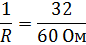 1/R = 32/60 Ом